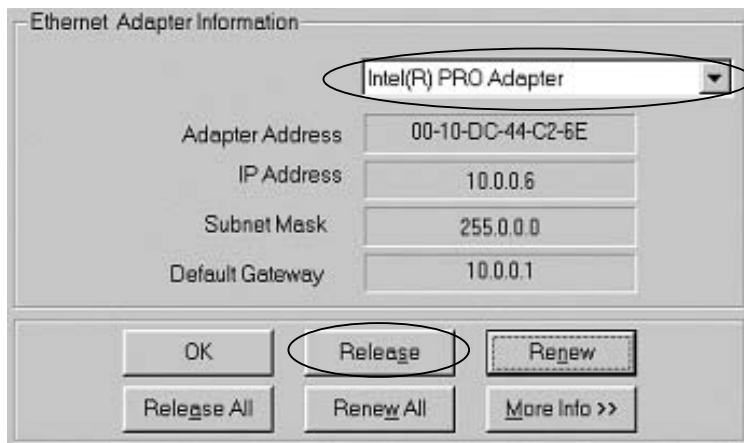 Ethernet Adapter Information
Intel(R) PRO Adapter
Adapter Address 00-10-DC-44-C2-6E
IP Address 10.0.0.6
Subnet Mask 255.0.0.0
Default Gateway 10.0.0.1
OK Release Renew
Release All Renew All More Info >>